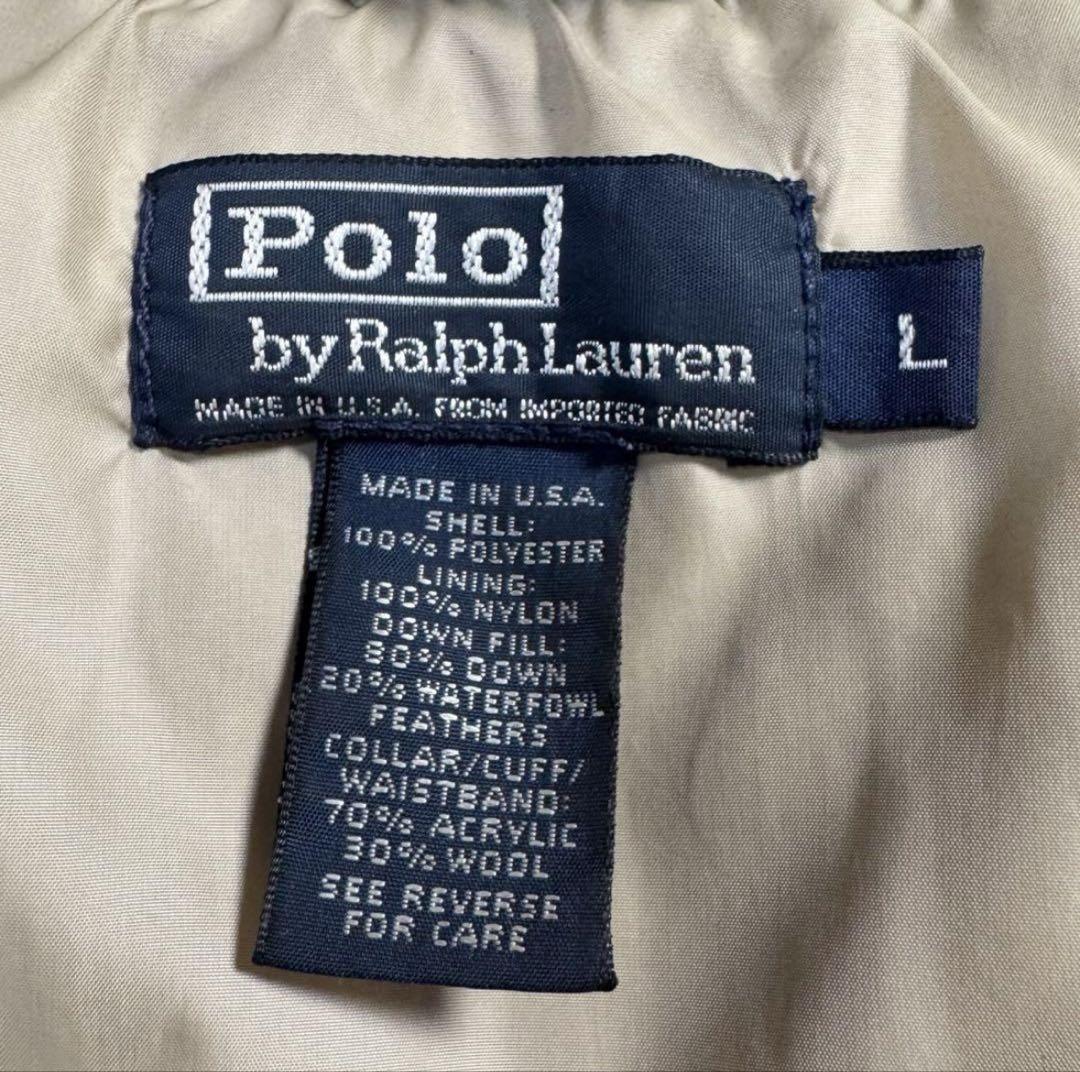 Polo
by Ralph Lauren
MADE IN U.S.A. FROM IMPORTED FABRIC
L
MADE IN U.S.A.
SHELL:
100% POLYESTER
LINING:
100% NYLON
DOWN FILL:
80% DOWN
20% WATERFOWL
FEATHERS
COLLAR/CUFF/
WAISTBAND:
70% ACRYLIC
30% WOOL
SEE REVERSE
FOR CARE